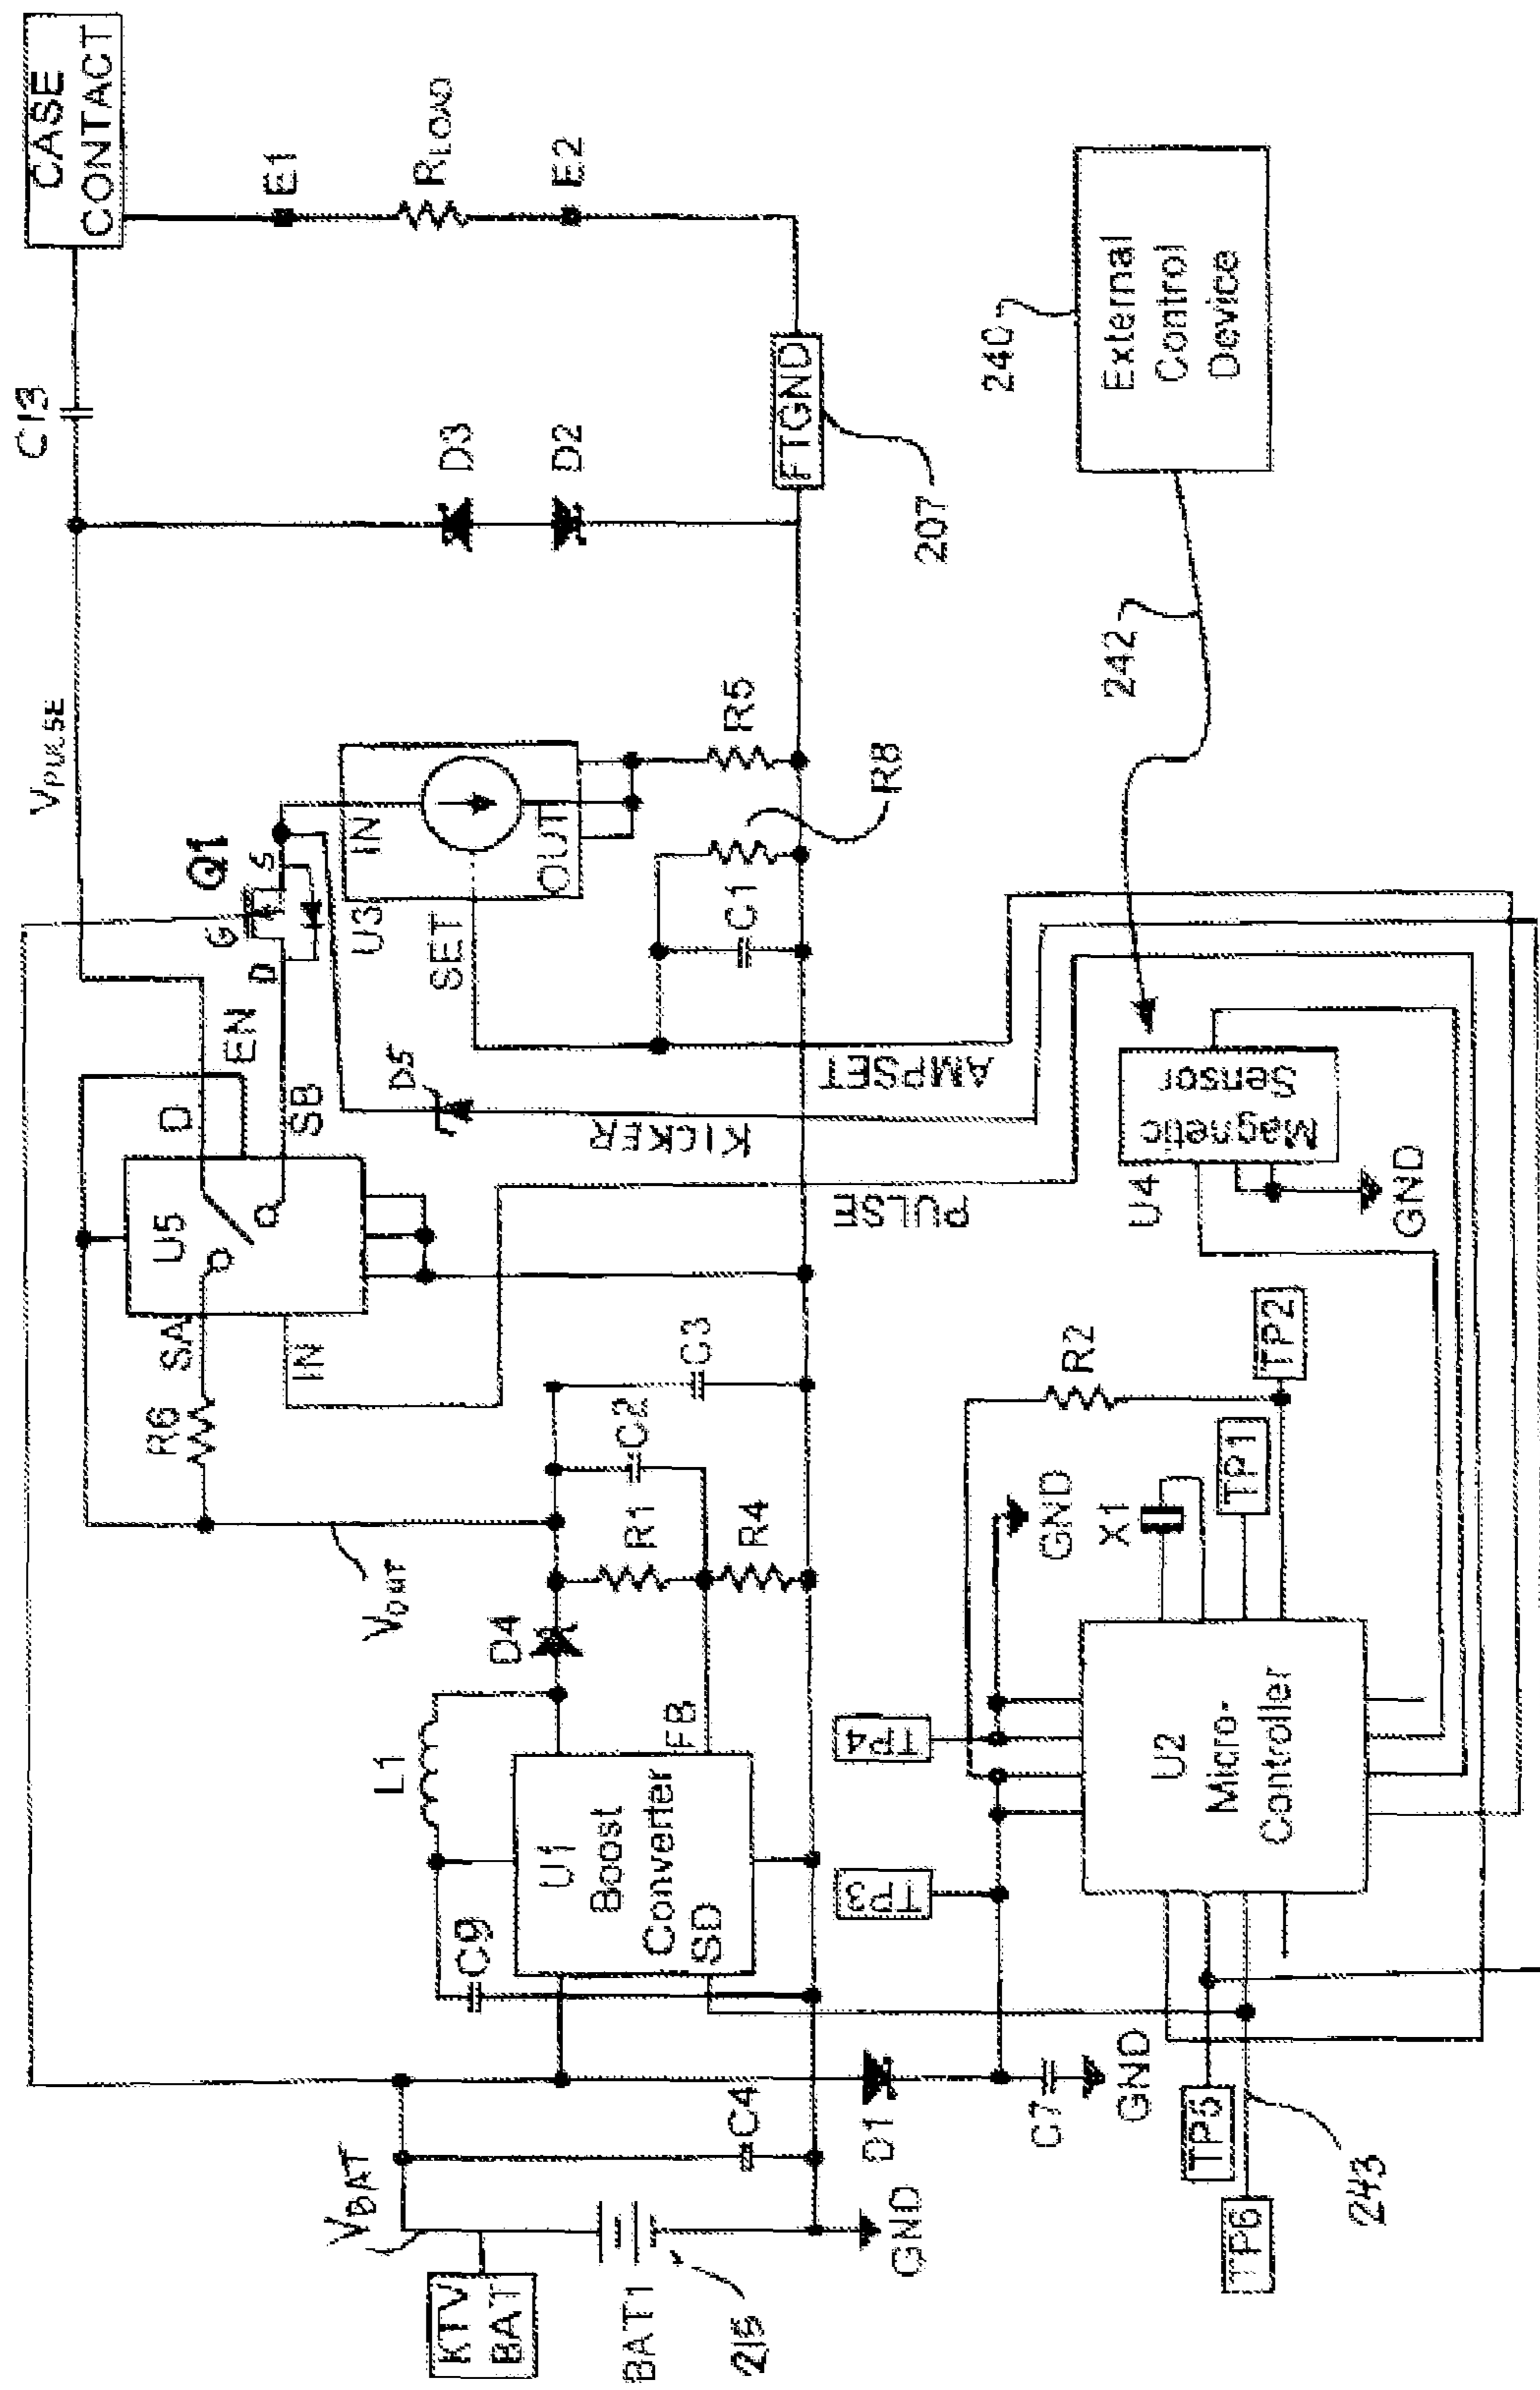 CASE
CONTACT
C13
VPULSE
E1
RLOAD
E2
D3
D2
FTGND
207
Q1
G
S
D
U3
IN
OUT
SET
R5
R8
C1
D
EN
SB
U5
SA
IN
R6
D5
KICKER
AMPSET
PULSE
C3
C2
R1
R4
VOUT
D4
L1
FB
U1
Boost
Converter
SD
C9
VBAT
KTV
BAT
BAT1
216
C4
GND
D1
C7
GND
240
External
Control
Device
242
U4
Magnetic
Sensor
GND
R2
TP2
TP1
X1
GND
TP4
TP3
U2
Micro-
Controller
TP5
TP6
243